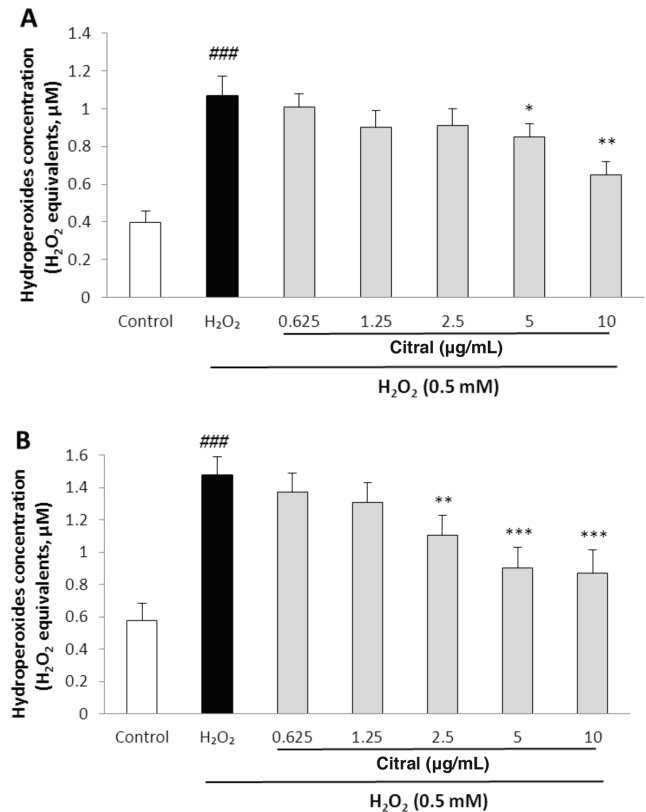 A
Hydroperoxides concentration
(H₂O₂ equivalents, µM)
1.4
1.2
1
0.8
0.6
0.4
0.2
0
###
*
**
Control H₂O₂ 0.625 1.25 2.5 5 10
Citral (µg/mL)
H₂O₂ (0.5 mM)
B
Hydroperoxides concentration
(H₂O₂ equivalents, µM)
1.6
1.4
1.2
1
0.8
0.6
0.4
0.2
0
###
**
***
***
Control H₂O₂ 0.625 1.25 2.5 5 10
Citral (µg/mL)
H₂O₂ (0.5 mM)